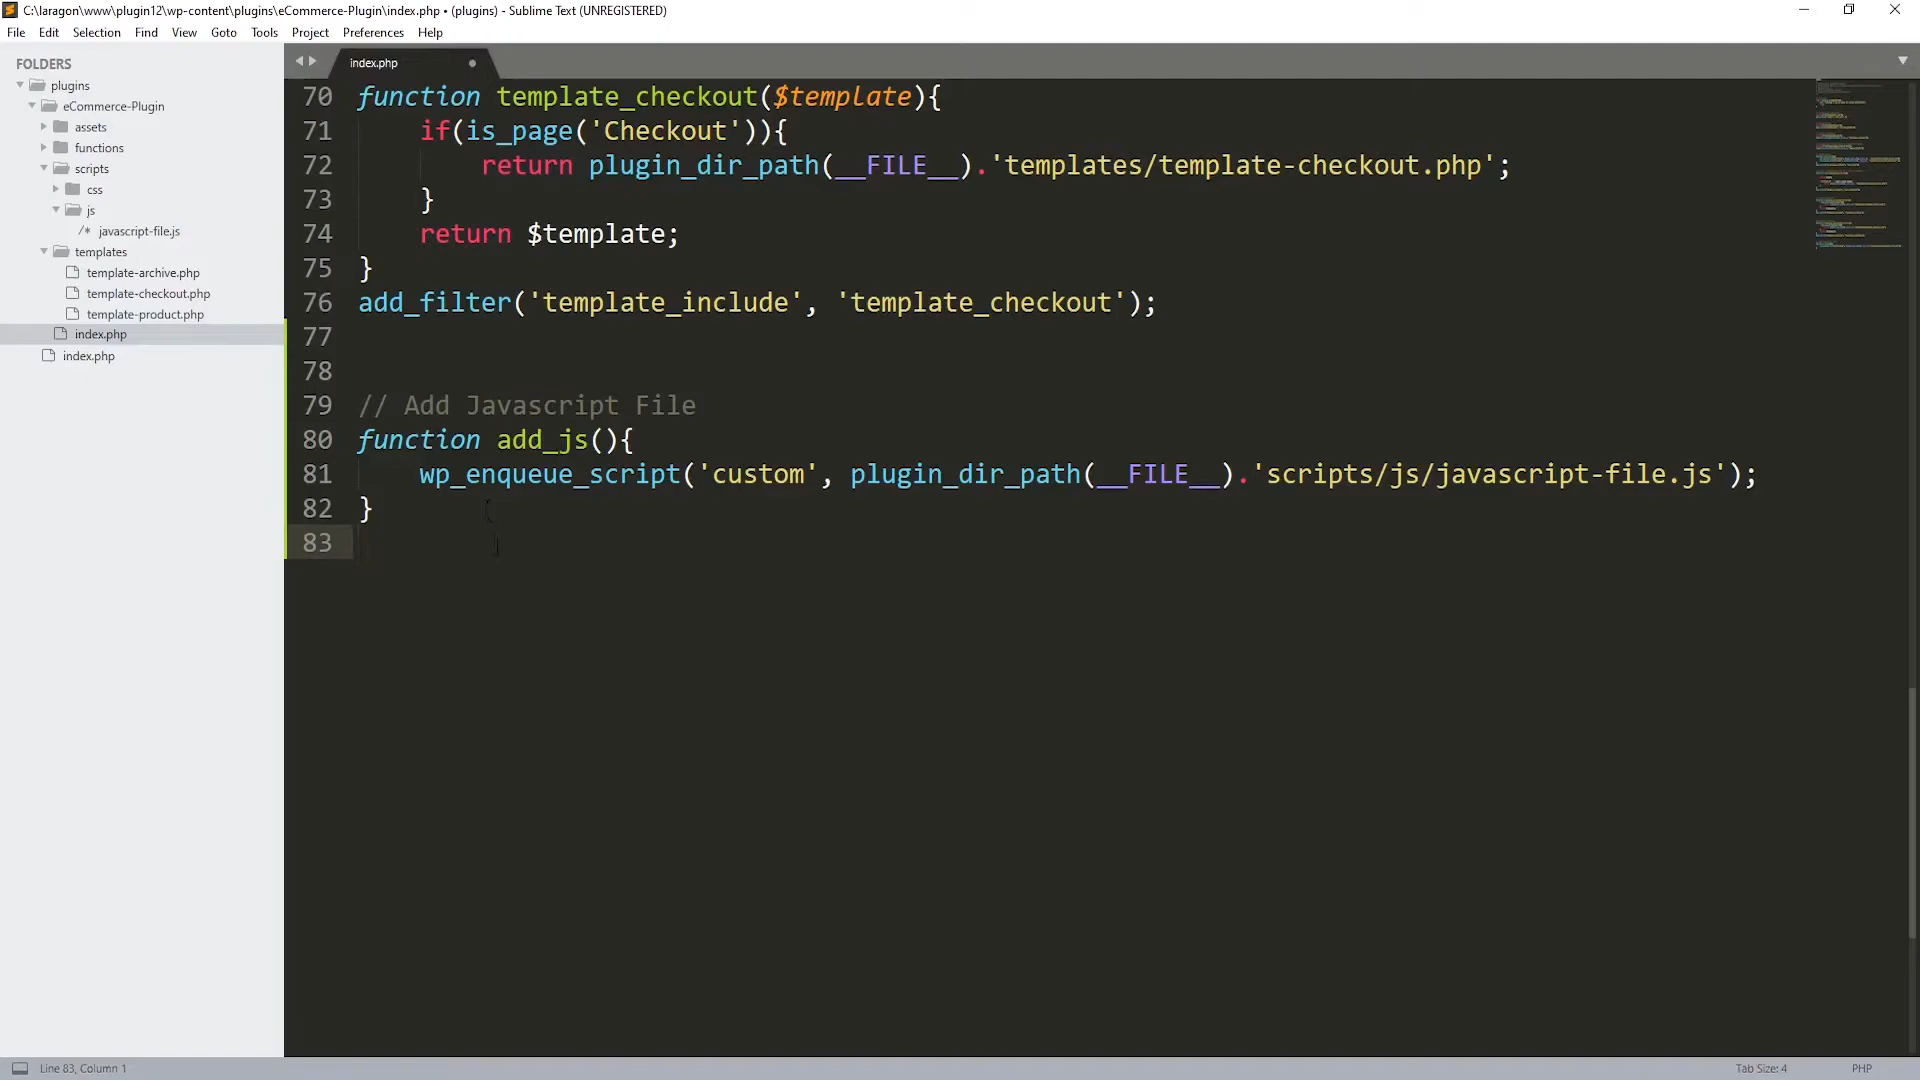 C:\laragon\www\plugin12\wp-content\plugins\eCommerce-Plugin\index.php • (plugins) - Sublime Text (UNREGISTERED)
File Edit Selection Find View Goto Tools Project Preferences Help
FOLDERS
plugins
eCommerce-Plugin
assets
functions
scripts
css
js
/* javascript-file.js
templates
template-archive.php
template-checkout.php
template-product.php
index.php
index.php
index.php
70 function template_checkout($template){
71 if(is_page('Checkout')){
72 return plugin_dir_path(__FILE__).'templates/template-checkout.php';
73 }
74 return $template;
75 }
76 add_filter('template_include', 'template_checkout');
77
78
79 // Add Javascript File
80 function add_js(){
81 wp_enqueue_script('custom', plugin_dir_path(__FILE__).'scripts/js/javascript-file.js');
82 }
83
Line 83, Column 1
Tab Size: 4
PHP